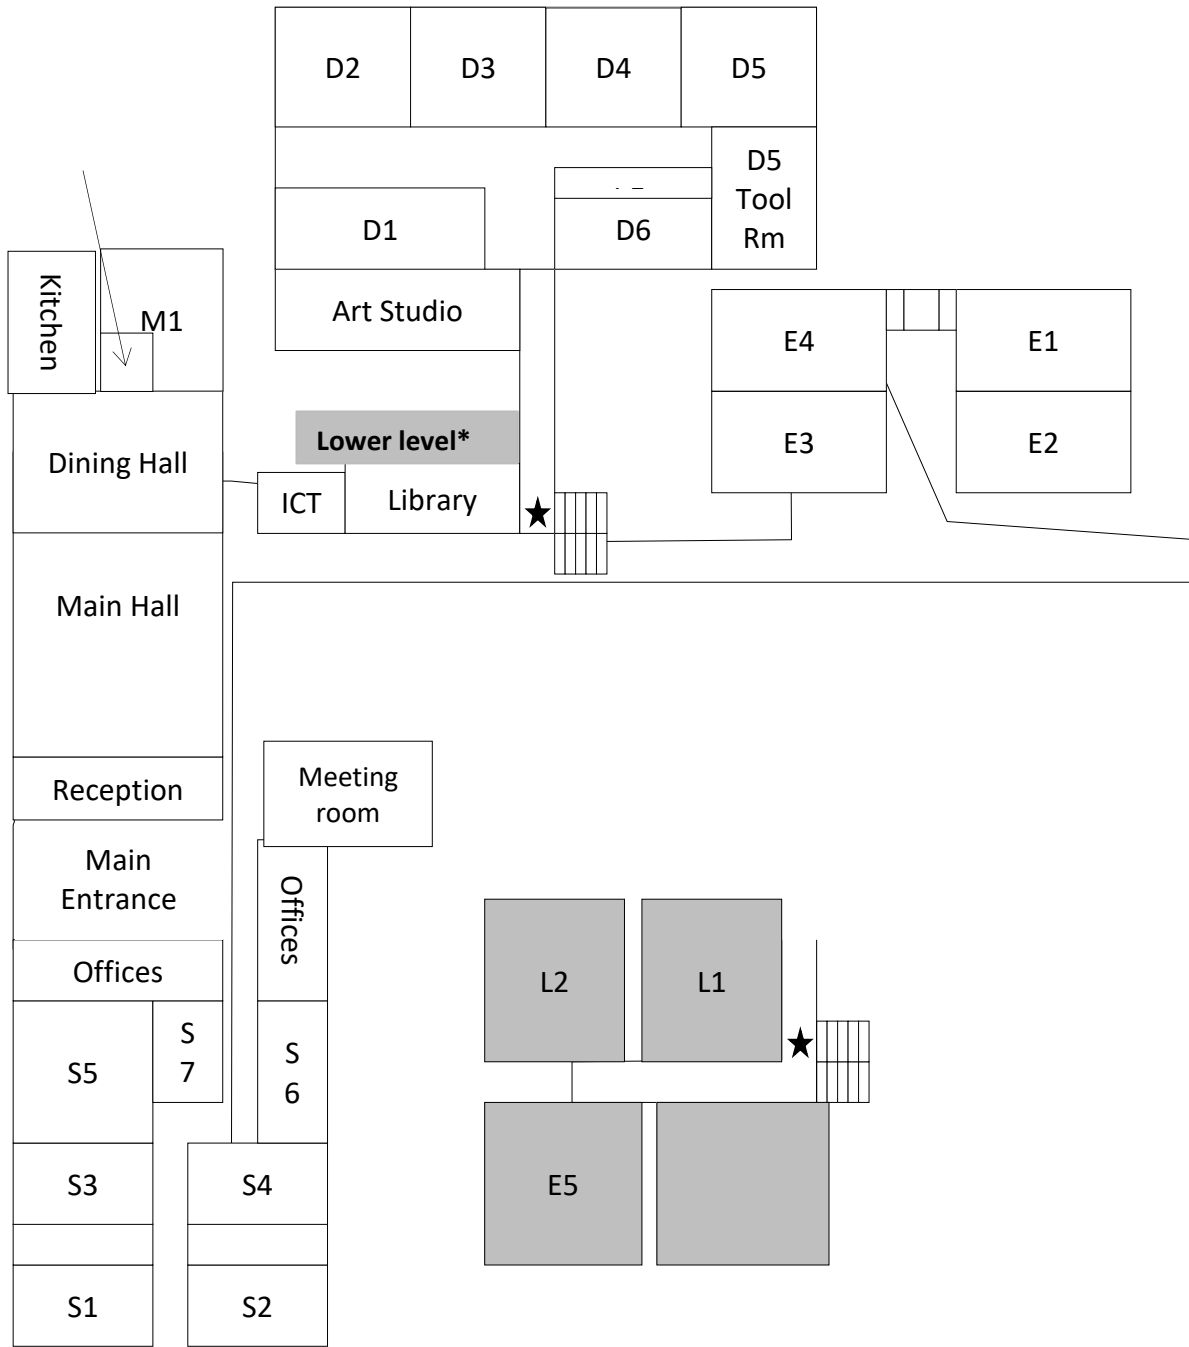 D2
D3
D4
D5
D5
Tool
Rm
D1
D6
Kitchen
M1
Art Studio
E4
E1
E3
E2
Lower level*
Dining Hall
ICT
Library
Main Hall
Meeting
room
Reception
Main
Entrance
Offices
Offices
L2
L1
S5
S
7
S
6
S3
S4
E5
S1
S2